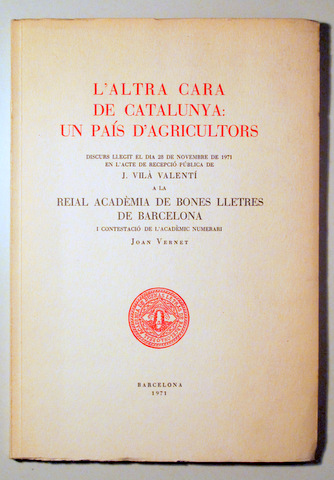 L'ALTRA CARA
DE CATALUNYA:
UN PAÍS D'AGRICULTORS
DISCURS LLEGIT EL DIA 28 DE NOVEMBRE DE 1971
EN L'ACTE DE RECEPCIÓ PÚBLICA DE
J. VILÀ VALENTÍ
A LA
REIAL ACADÈMIA DE BONES LLETRES
DE BARCELONA
I CONTESTACIÓ DE L'ACADÈMIC NUMERARI
JOAN VERNET
BARCELONA
1971